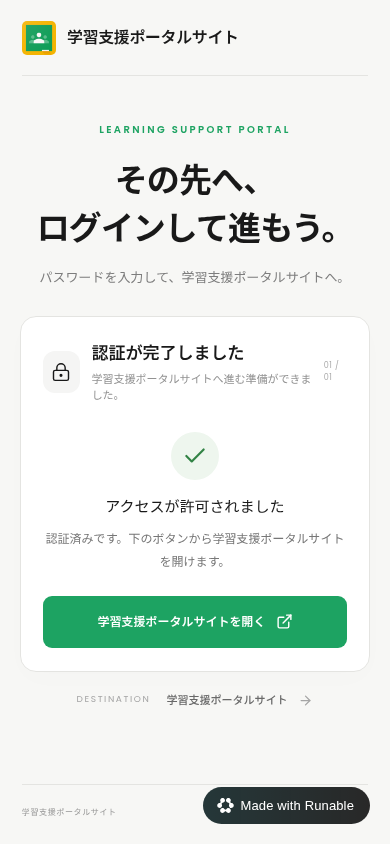 学習支援ポータルサイト
LEARNING SUPPORT PORTAL
その先へ、
ログインして進もう。
パスワードを入力して、学習支援ポータルサイトへ。
認証が完了しました
学習支援ポータルサイトへ進む準備ができま
した。
01 /
01
アクセスが許可されました
認証済みです。下のボタンから学習支援ポータルサイト
を開けます。
学習支援ポータルサイトを開く
DESTINATION 学習支援ポータルサイト
学習支援ポータルサイト
Made with Runable